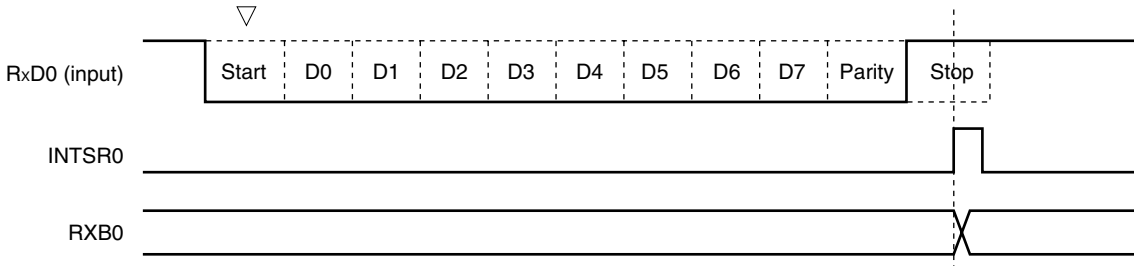 RxD0 (input) Start D0 D1 D2 D3 D4 D5 D6 D7 Parity Stop
INTSR0
RXB0